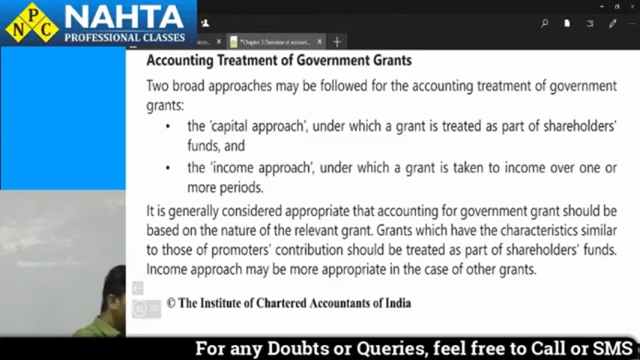 NPC
NAHTA
PROFESSIONAL CLASSES
*Chapter 3 Overview of account...
Accounting Treatment of Government Grants
Two broad approaches may be followed for the accounting treatment of government
grants:
• the ‘capital approach’, under which a grant is treated as part of shareholders’
funds, and
• the ‘income approach’, under which a grant is taken to income over one or
more periods.
It is generally considered appropriate that accounting for government grant should be
based on the nature of the relevant grant. Grants which have the characteristics similar
to those of promoters’ contribution should be treated as part of shareholders’ funds.
Income approach may be more appropriate in the case of other grants.
© The Institute of Chartered Accountants of India
For any Doubts or Queries, feel free to Call or SMS